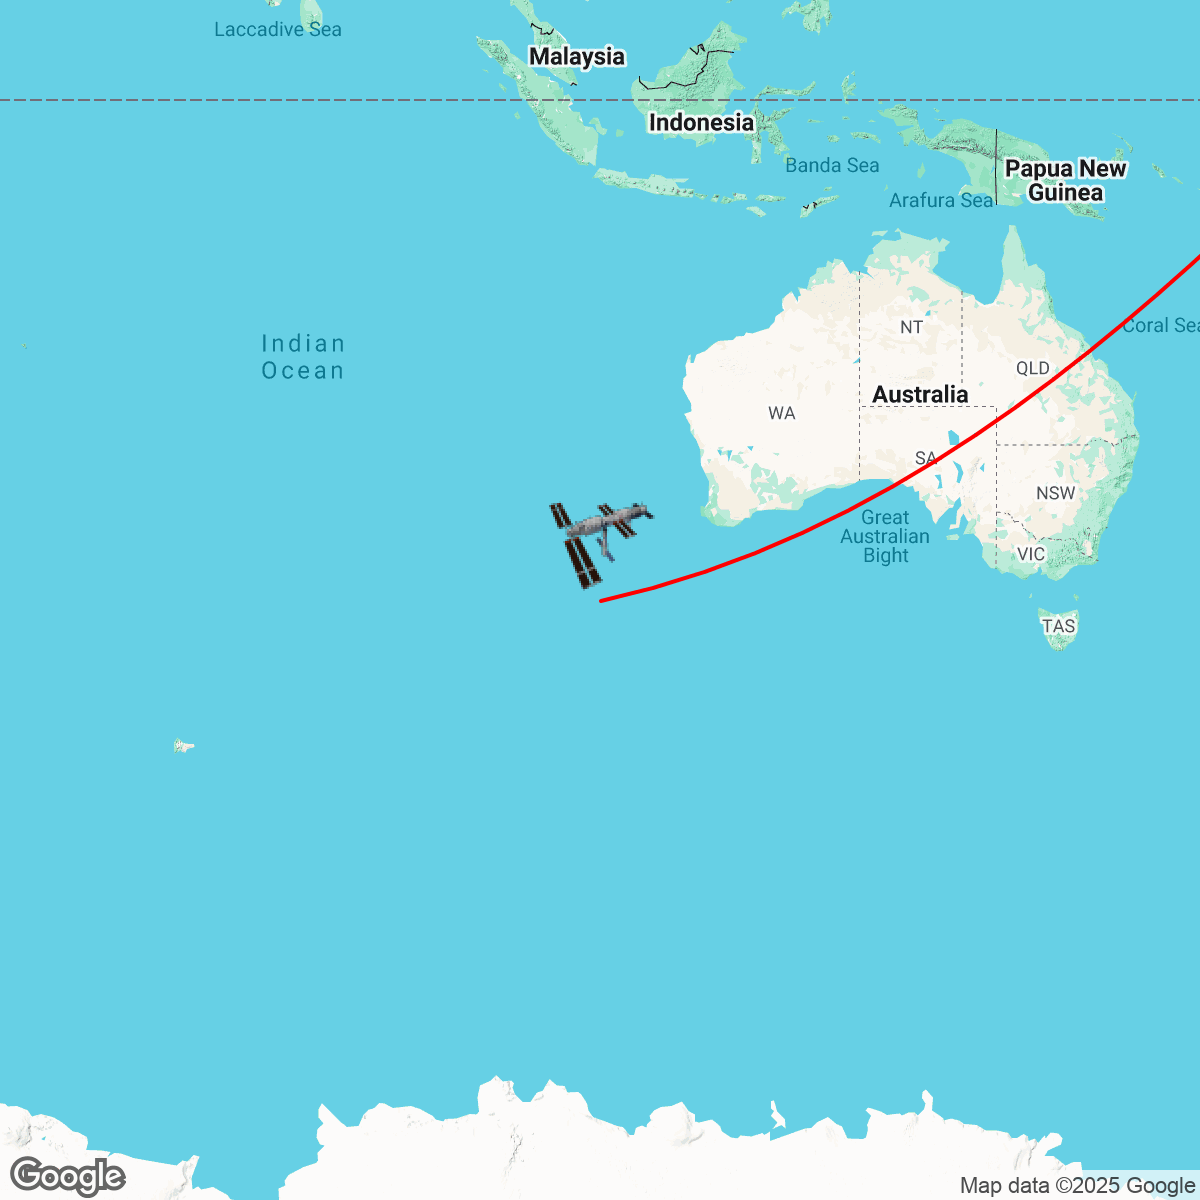 Laccadive Sea
Malaysia
Indonesia
Banda Sea
Papua New
Guinea
Arafura Sea
Coral Sea
NT
Indian
Ocean
QLD
Australia
WA
SA
NSW
Great
Australian
Bight
VIC
TAS
Google
Map data ©2025 Google